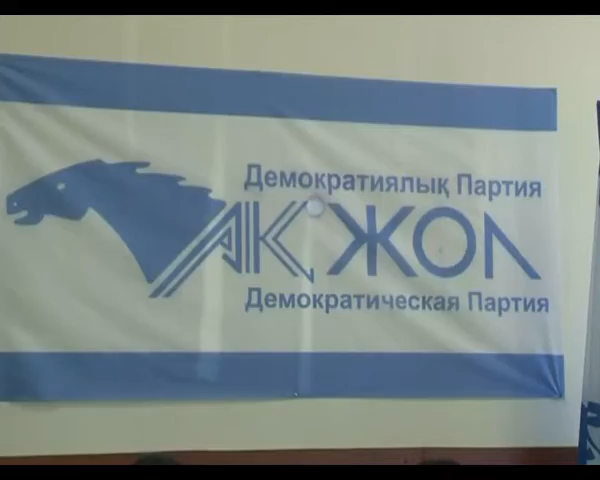 Демократиялық Партия
АҚ ЖОЛ
Демократическая Партия